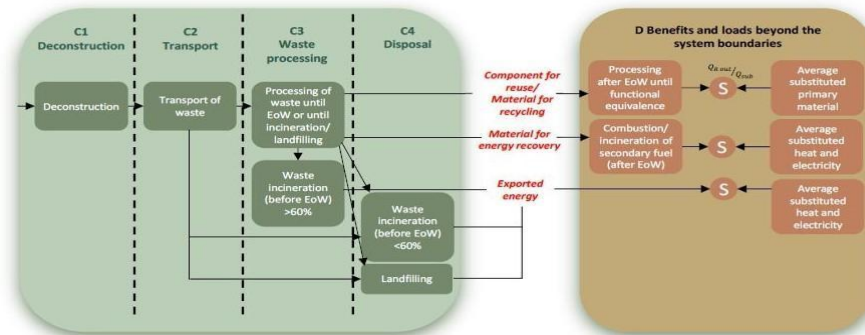 C1
Deconstruction
C2
Transport
C3
Waste
processing
C4
Disposal
Deconstruction
Transport of
waste
Processing of
waste until
EoW or until
incineration/
landfilling
Waste
incineration
(before EoW)
>60%
Waste
incineration
(before EoW)
<60%
Landfilling
Component for
reuse/
Material for
recycling
Material for
energy recovery
Exported
energy
D Benefits and loads beyond the
system boundaries
Processing
after EoW until
functional
equivalence
Q_R out/Q_sub
S
Average
substituted
primary
material
Combustion/
incineration of
secondary fuel
(after EoW)
S
Average
substituted
heat and
electricity
S
Average
substituted
heat and
electricity